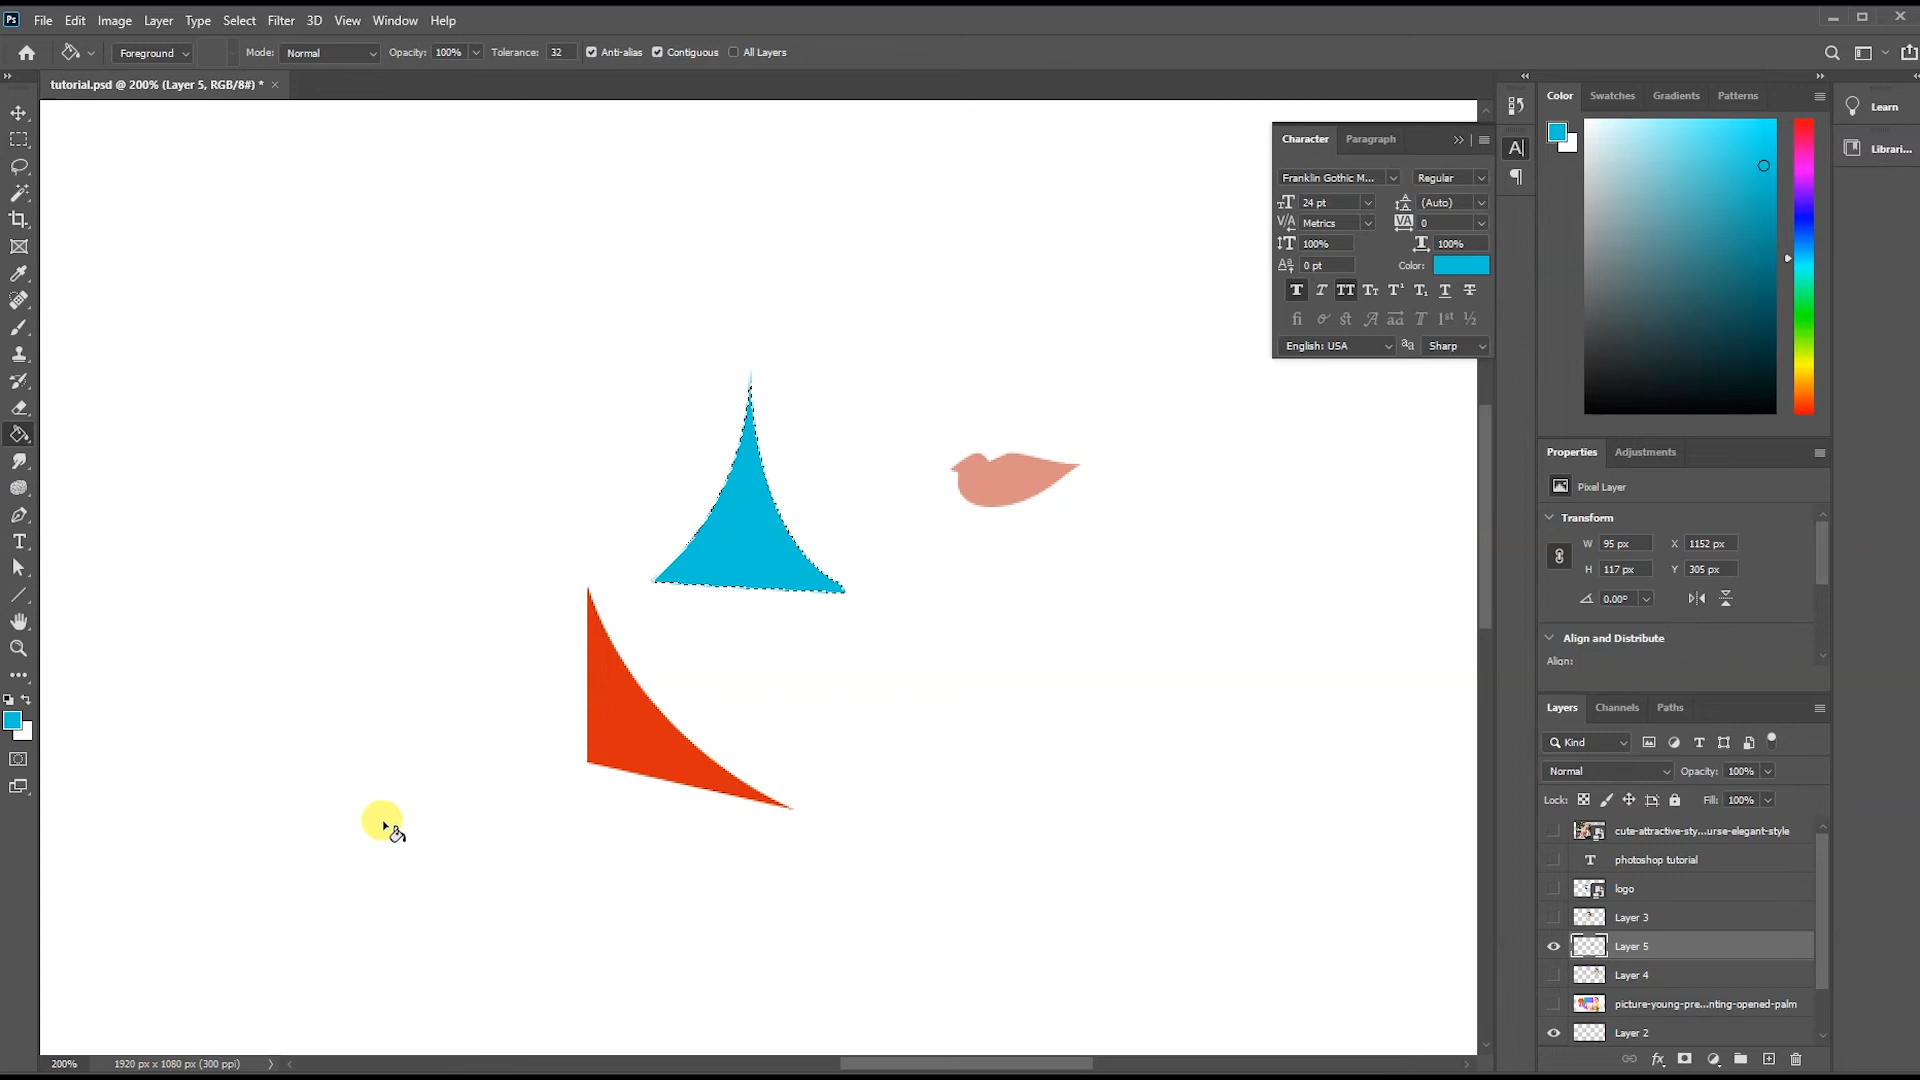 Ps File Edit Image Layer Type Select Filter 3D View Window Help
Foreground Mode: Normal Opacity: 100% Tolerance: 32 Anti-alias Contiguous All Layers
tutorial.psd @ 200% (Layer 5, RGB/8#) *
Character Paragraph
Franklin Gothic M... Regular
24 pt (Auto)
Metrics 0
100% 100%
0 pt Color:
English: USA Sharp
Color Swatches Gradients Patterns
Learn
Librari...
Properties Adjustments
Pixel Layer
Transform
W 95 px X 1152 px
H 117 px Y 305 px
0.00°
Align and Distribute
Align:
Layers Channels Paths
Kind
Normal Opacity: 100%
Lock: Fill: 100%
cute-attractive-sty...urse-elegant-style
photoshop tutorial
logo
Layer 3
Layer 5
Layer 4
picture-young-pre...nting-opened-palm
Layer 2
200% 1920 px x 1080 px (300 ppi)